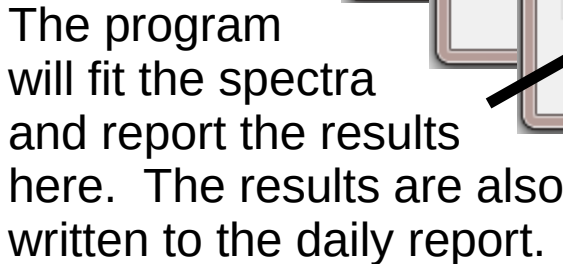 The program
will fit the spectra
and report the results
here.  The results are also
written to the daily report.